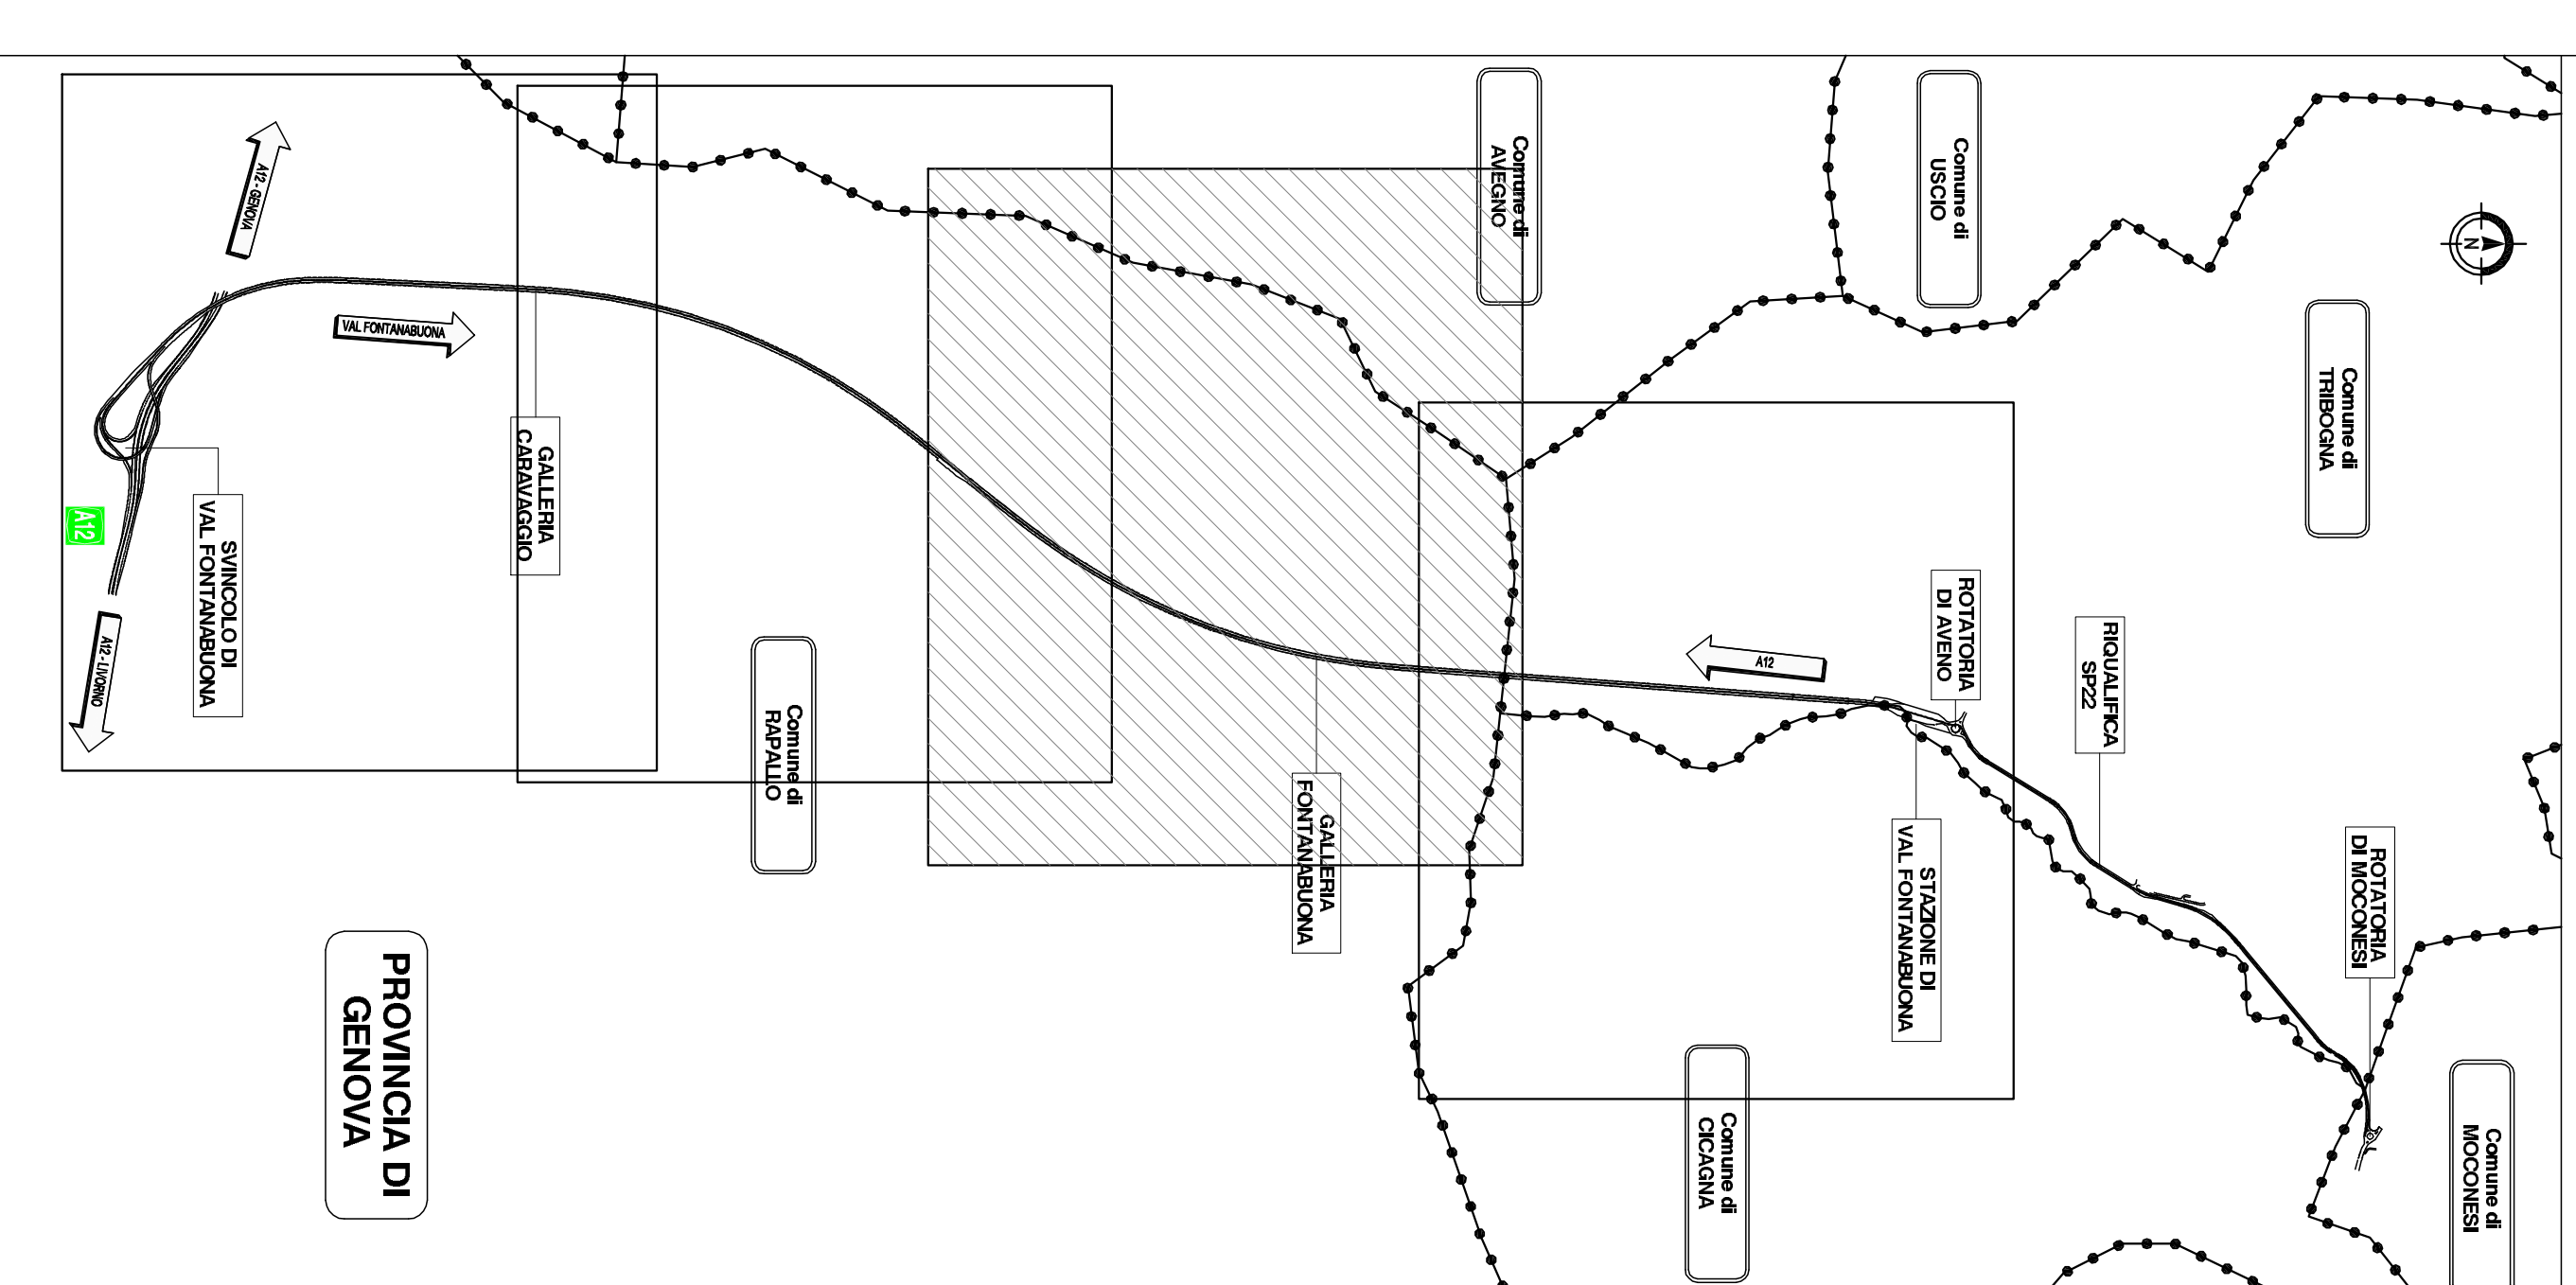 A12 - GENOVA
VAL FONTANABUONA
A12
A12 - LIVORNO
SVINCOLO DI
VAL FONTANABUONA
GALLERIA
CARAVAGGIO
Comune di
RAPALLO
PROVINCIA DI
GENOVA
Comune di
AVEGNO
GALLERIA
FONTANABUONA
A12
Comune di
USCIO
ROTATORIA
DI AVENO
STAZIONE DI
VAL FONTANABUONA
Comune di
CICAGNA
RIQUALIFICA
SP22
Comune di
TRIBOGNA
ROTATORIA
DI MOCONESI
N
Comune di
MOCONESI